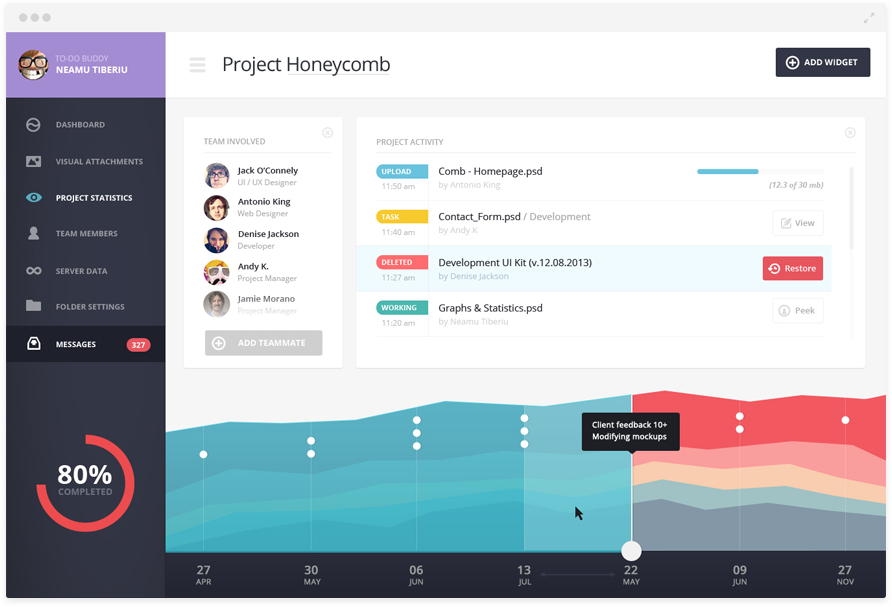 TO-DO BUDDY
NEAMU TIBERIU
Project Honeycomb
ADD WIDGET
DASHBOARD
VISUAL ATTACHMENTS
PROJECT STATISTICS
TEAM MEMBERS
SERVER DATA
FOLDER SETTINGS
MESSAGES 327
80%
COMPLETED
TEAM INVOLVED
Jack O'Connely
UI / UX Designer
Antonio King
Web Designer
Denise Jackson
Developer
Andy K.
Project Manager
Jamie Morano
Project Manager
ADD TEAMMATE
PROJECT ACTIVITY
UPLOAD Comb - Homepage.psd
11:50 am by Antonio King (12.3 of 30 mb)
TASK Contact_Form.psd / Development View
11:40 am by Andy K
DELETED Development UI Kit (v.12.08.2013) Restore
11:27 am by Denise Jackson
WORKING Graphs & Statistics.psd Peek
11:20 am by Neamu Tiberiu
Client feedback 10+
Modifying mockups
27 30 06 13 22 09 27
APR MAY JUN JUL MAY JUN NOV